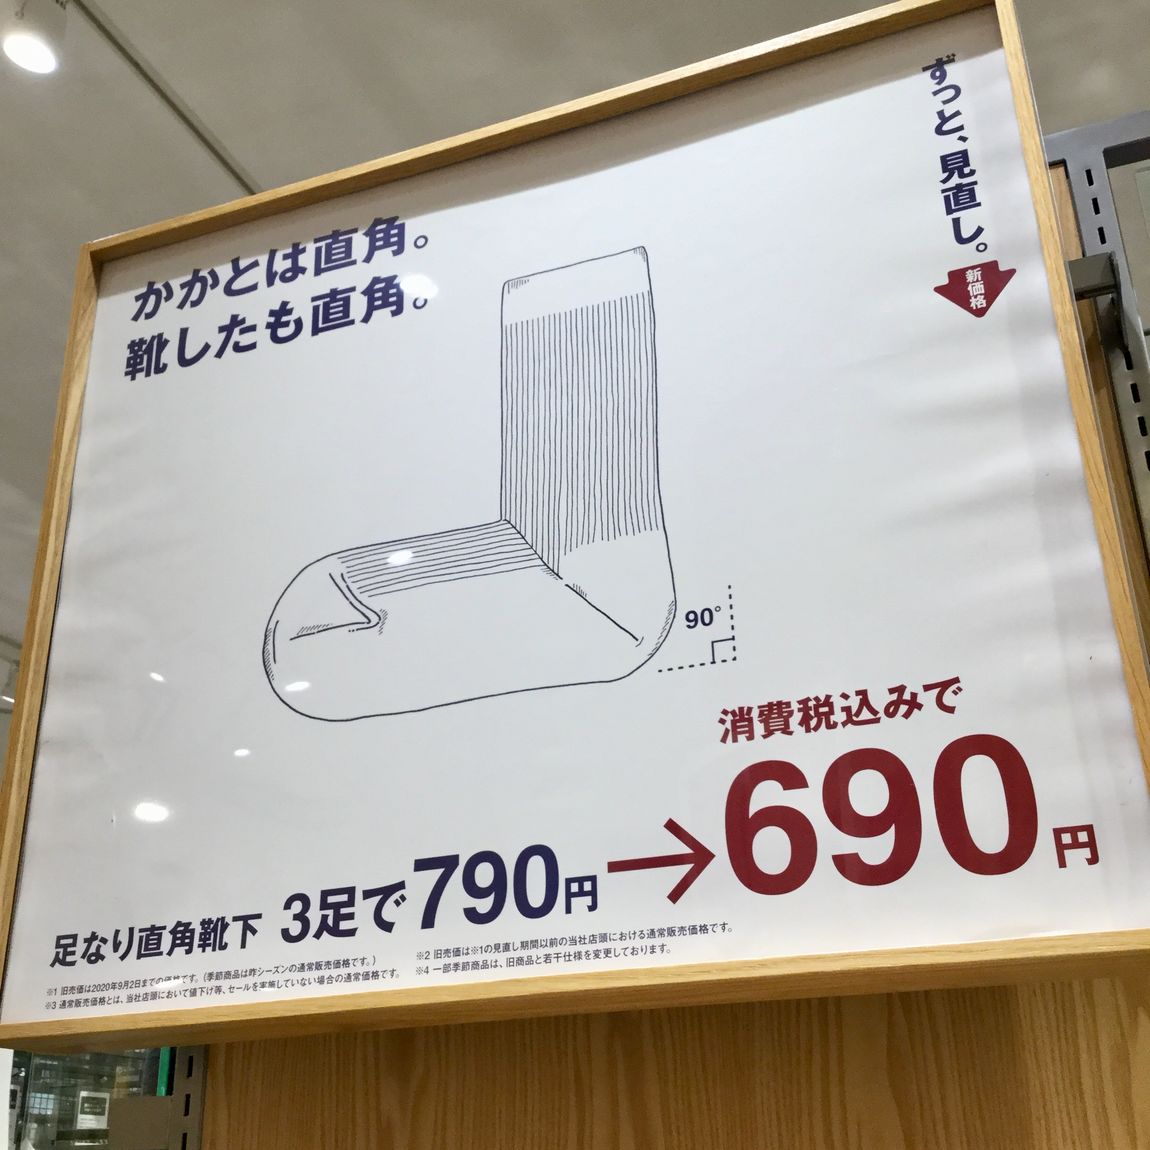 かかとは直角。
靴したも直角。
ずっと、見直し。
新価格
90°
消費税込みで
足なり直角靴下 3足で790円→690円
※1 旧売価は2020年9月2日までの価格です。(季節商品は昨シーズンの通常販売価格です。)
※2 旧売価は※1の見直し期間以前の当社店頭における通常販売価格です。
※3 通常販売価格とは、当社店頭において値下げ等、セールを実施していない場合の通常価格です。
※4 一部季節商品は、旧商品と若干仕様を変更しております。